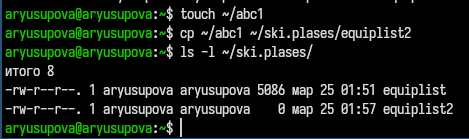 aryusupova@aryusupova:~$ touch ~/abc1
aryusupova@aryusupova:~$ cp ~/abc1 ~/ski.plases/equiplist2
aryusupova@aryusupova:~$ ls -l ~/ski.plases/
итого 8
-rw-r--r--. 1 aryusupova aryusupova 5086 мар 25 01:51 equiplist
-rw-r--r--. 1 aryusupova aryusupova    0 мар 25 01:57 equiplist2
aryusupova@aryusupova:~$